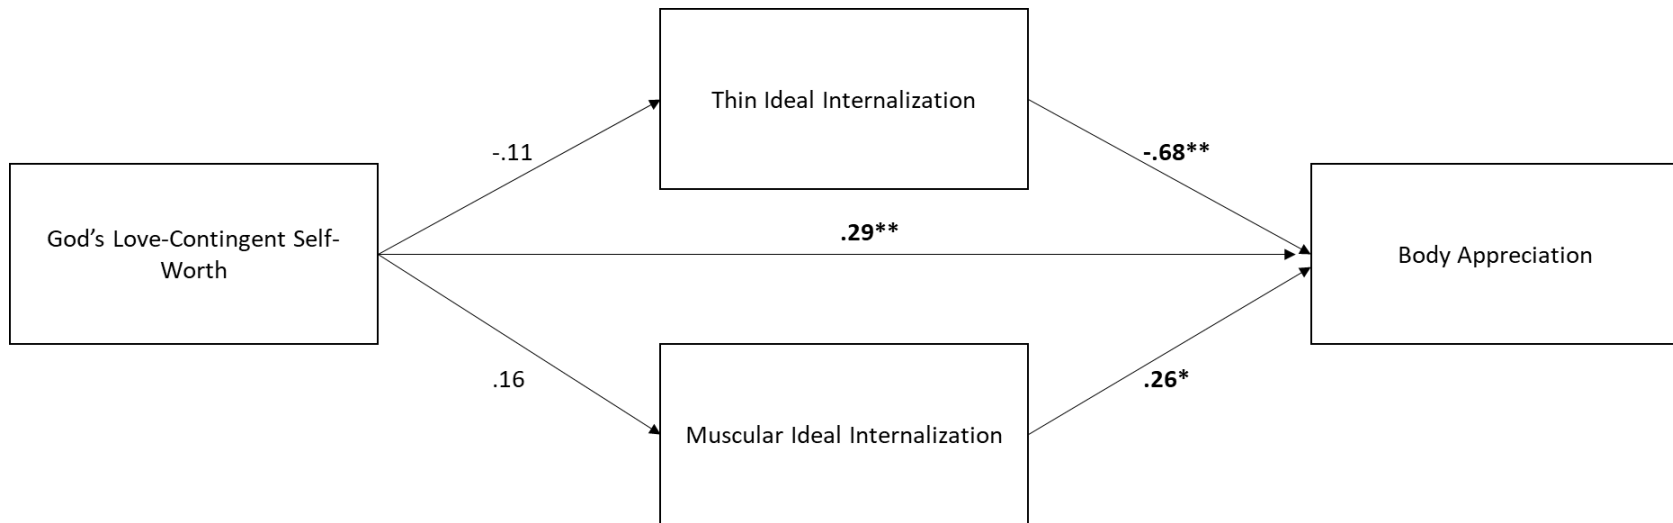 Thin Ideal Internalization
-.11
-.68**
God’s Love-Contingent Self-
Worth
.29**
Body Appreciation
.16
.26*
Muscular Ideal Internalization